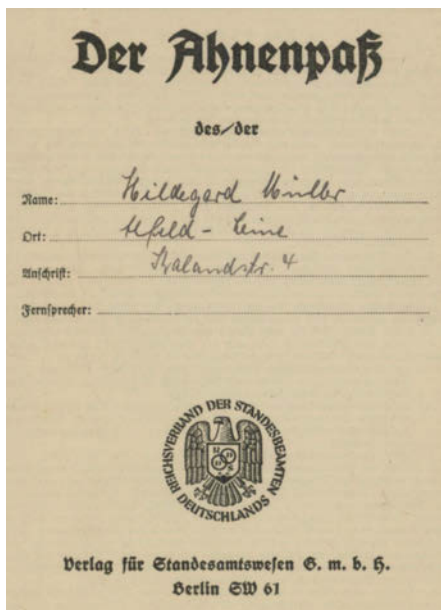 Der Ahnenpaß
des/der
Name: Hildegard Müller
Ort: Alfeld - Leine
Anschrift: Kalandstr. 4
Fernsprecher:
REICHSVERBAND DER STANDESBEAMTEN DEUTSCHLANDS
Verlag für Standesamtswesen G. m. b. H.
Berlin SW 61